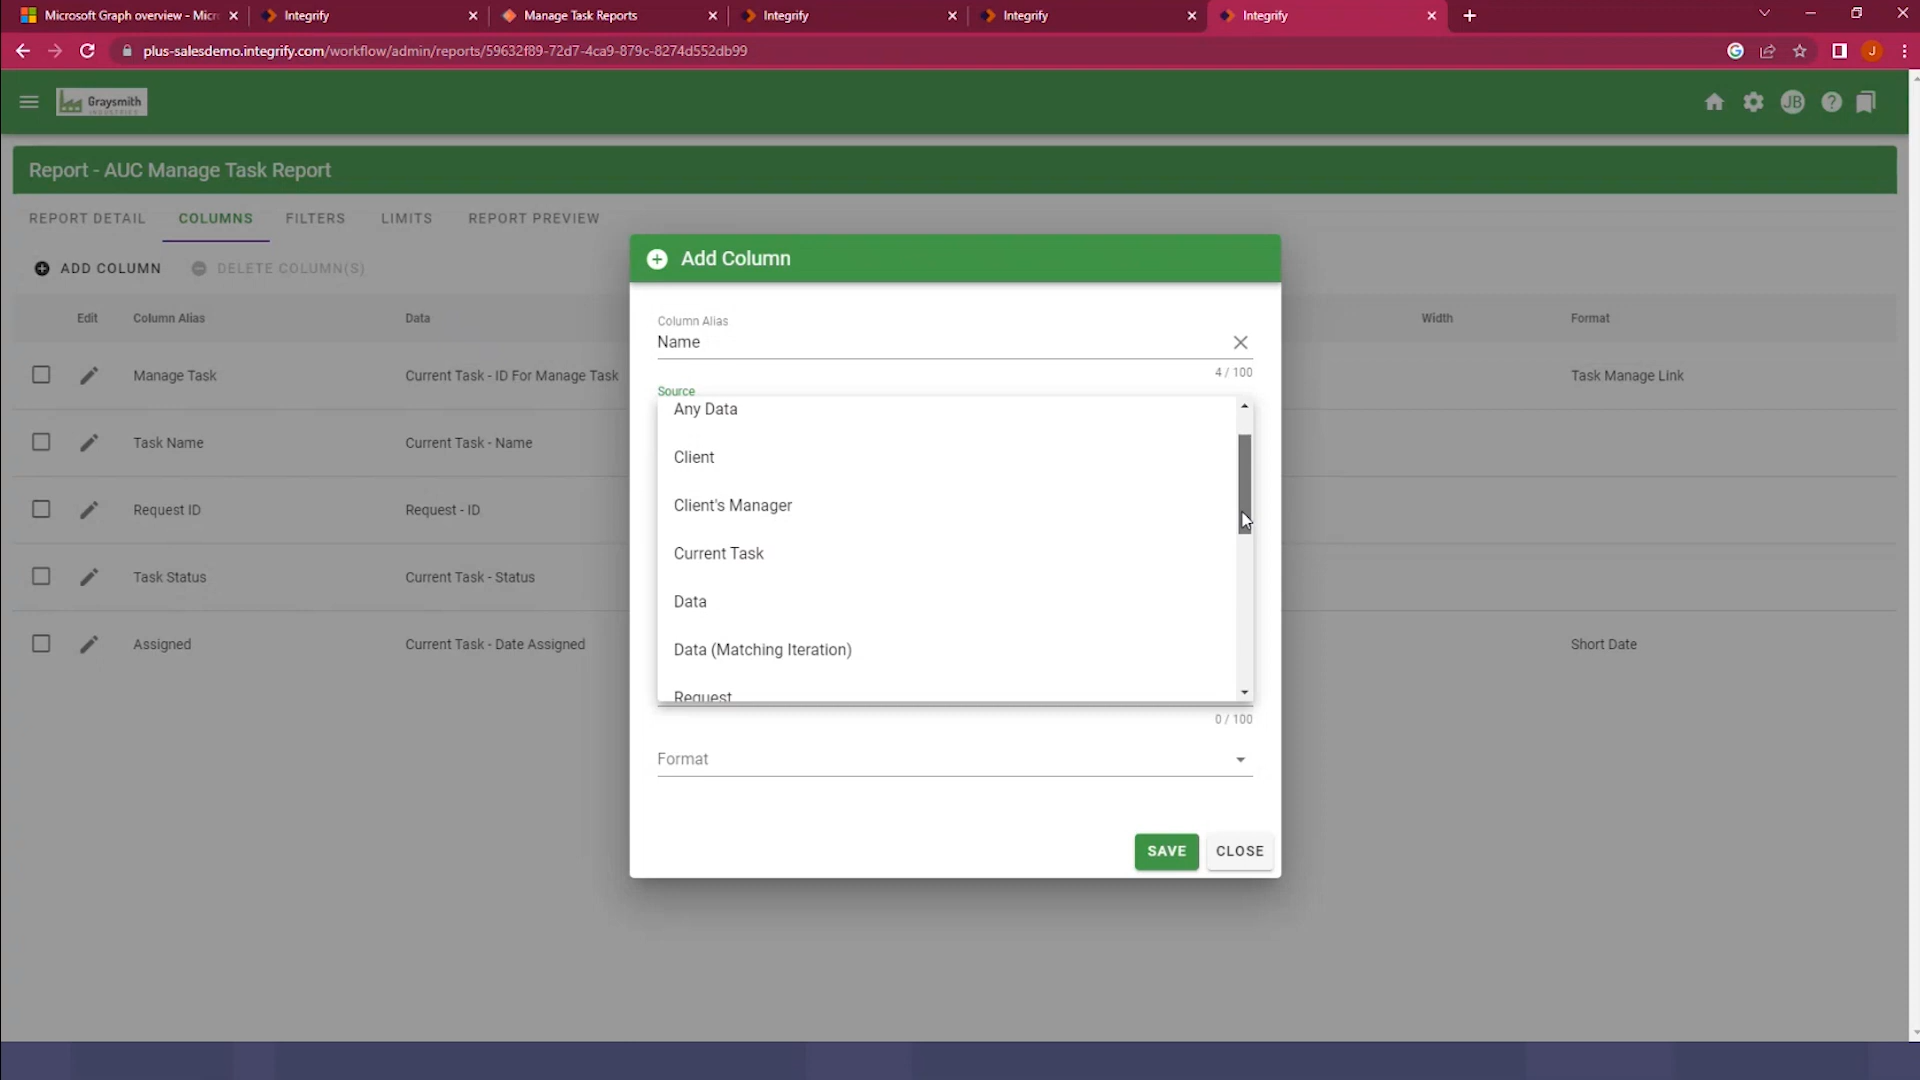 Microsoft Graph overview - Micr
Integrify
Manage Task Reports
Integrify
Integrify
Integrify
plus-salesdemo.integrify.com/workflow/admin/reports/59632f89-72d7-4ca9-879c-8274d552db99
J
Graysmith
INDUSTRIES
JB
Report - AUC Manage Task Report
REPORT DETAIL
COLUMNS
FILTERS
LIMITS
REPORT PREVIEW
ADD COLUMN
DELETE COLUMN(S)
Edit
Column Alias
Data
Width
Format
Manage Task
Current Task - ID For Manage Task
Task Manage Link
Task Name
Current Task - Name
Request ID
Request - ID
Task Status
Current Task - Status
Assigned
Current Task - Date Assigned
Short Date
Add Column
Column Alias
Name
4 / 100
Source
Any Data
Client
Client's Manager
Current Task
Data
Data (Matching Iteration)
Request
0 / 100
Format
SAVE
CLOSE